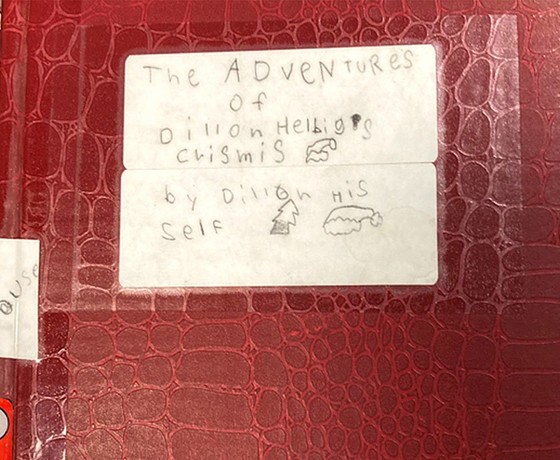 The ADVENTURES
of
Dillon Helbig's
crismis
by Dillon His
self